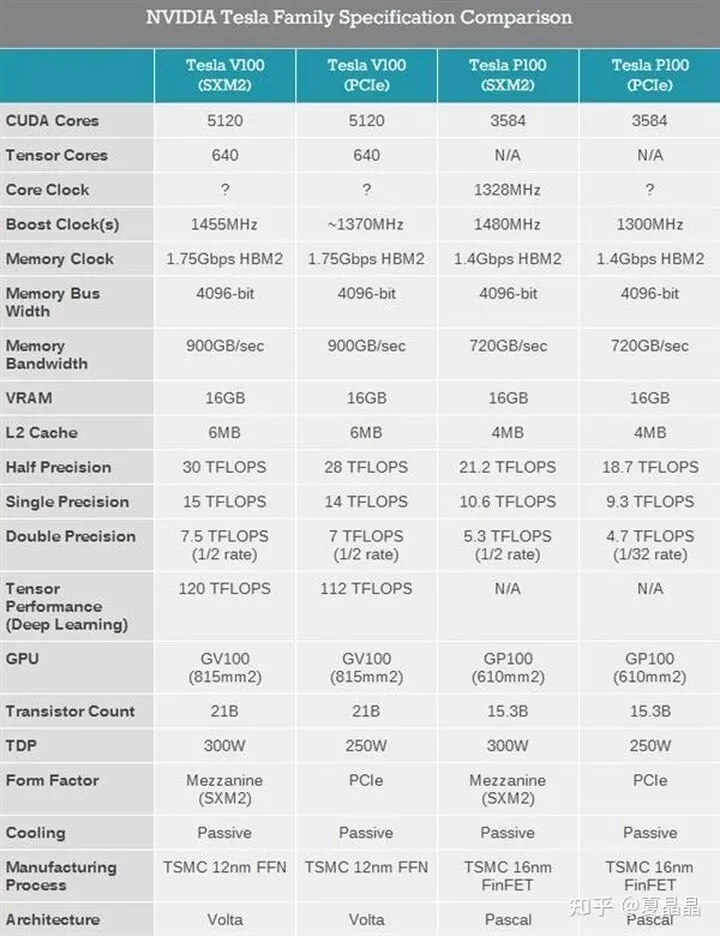 NVIDIA Tesla Family Specification Comparison
Tesla V100 (SXM2) Tesla V100 (PCIe) Tesla P100 (SXM2) Tesla P100 (PCIe)
CUDA Cores 5120 5120 3584 3584
Tensor Cores 640 640 N/A N/A
Core Clock ? ? 1328MHz ?
Boost Clock(s) 1455MHz ~1370MHz 1480MHz 1300MHz
Memory Clock 1.75Gbps HBM2 1.75Gbps HBM2 1.4Gbps HBM2 1.4Gbps HBM2
Memory Bus Width 4096-bit 4096-bit 4096-bit 4096-bit
Memory Bandwidth 900GB/sec 900GB/sec 720GB/sec 720GB/sec
VRAM 16GB 16GB 16GB 16GB
L2 Cache 6MB 6MB 4MB 4MB
Half Precision 30 TFLOPS 28 TFLOPS 21.2 TFLOPS 18.7 TFLOPS
Single Precision 15 TFLOPS 14 TFLOPS 10.6 TFLOPS 9.3 TFLOPS
Double Precision 7.5 TFLOPS (1/2 rate) 7 TFLOPS (1/2 rate) 5.3 TFLOPS (1/2 rate) 4.7 TFLOPS (1/32 rate)
Tensor Performance (Deep Learning) 120 TFLOPS 112 TFLOPS N/A N/A
GPU GV100 (815mm2) GV100 (815mm2) GP100 (610mm2) GP100 (610mm2)
Transistor Count 21B 21B 15.3B 15.3B
TDP 300W 250W 300W 250W
Form Factor Mezzanine (SXM2) PCIe Mezzanine (SXM2) PCIe
Cooling Passive Passive Passive Passive
Manufacturing Process TSMC 12nm FFN TSMC 12nm FFN TSMC 16nm FinFET TSMC 16nm FinFET
Architecture Volta Volta Pascal Pascal
知乎 @夏晶晶